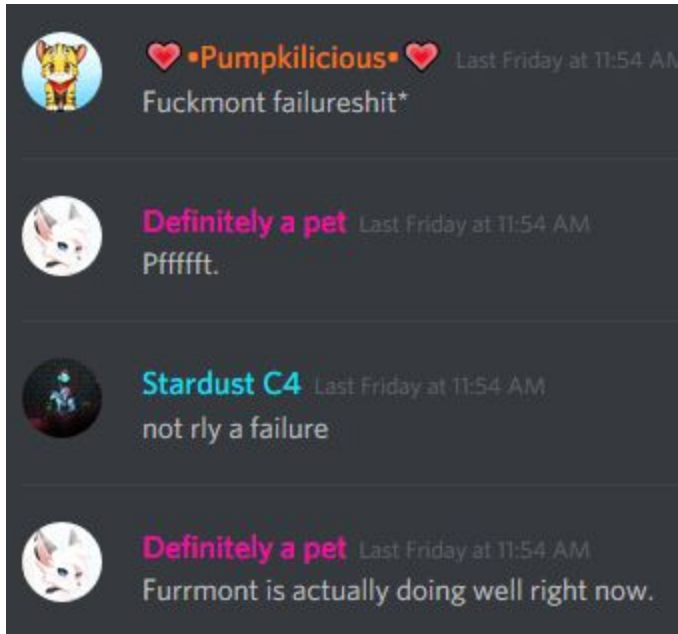 ❤️•Pumpkilicious•❤️ Last Friday at 11:54 AM
Fuckmont failureshit*
Definitely a pet Last Friday at 11:54 AM
Pffffft.
Stardust C4 Last Friday at 11:54 AM
not rly a failure
Definitely a pet Last Friday at 11:54 AM
Furrmont is actually doing well right now.